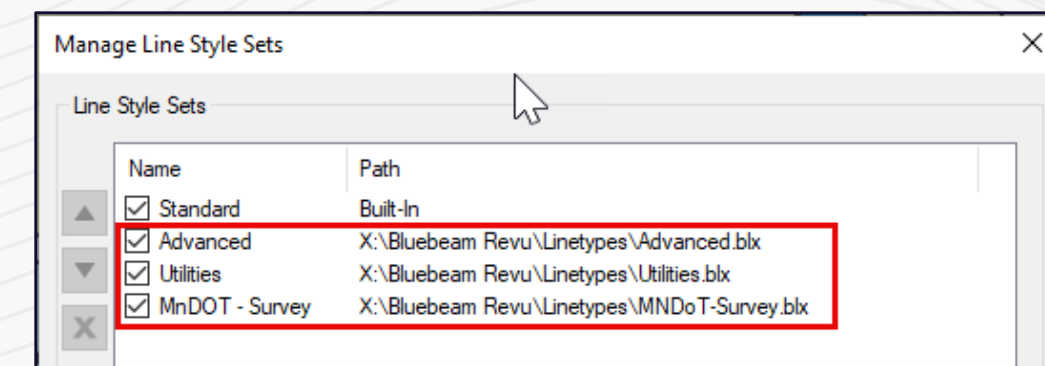 Manage Line Style Sets
Line Style Sets
Name Path
Standard Built-In
Advanced X:\Bluebeam Revu\Linetypes\Advanced.blx
Utilities X:\Bluebeam Revu\Linetypes\Utilities.blx
MnDOT - Survey X:\Bluebeam Revu\Linetypes\MNDoT-Survey.blx